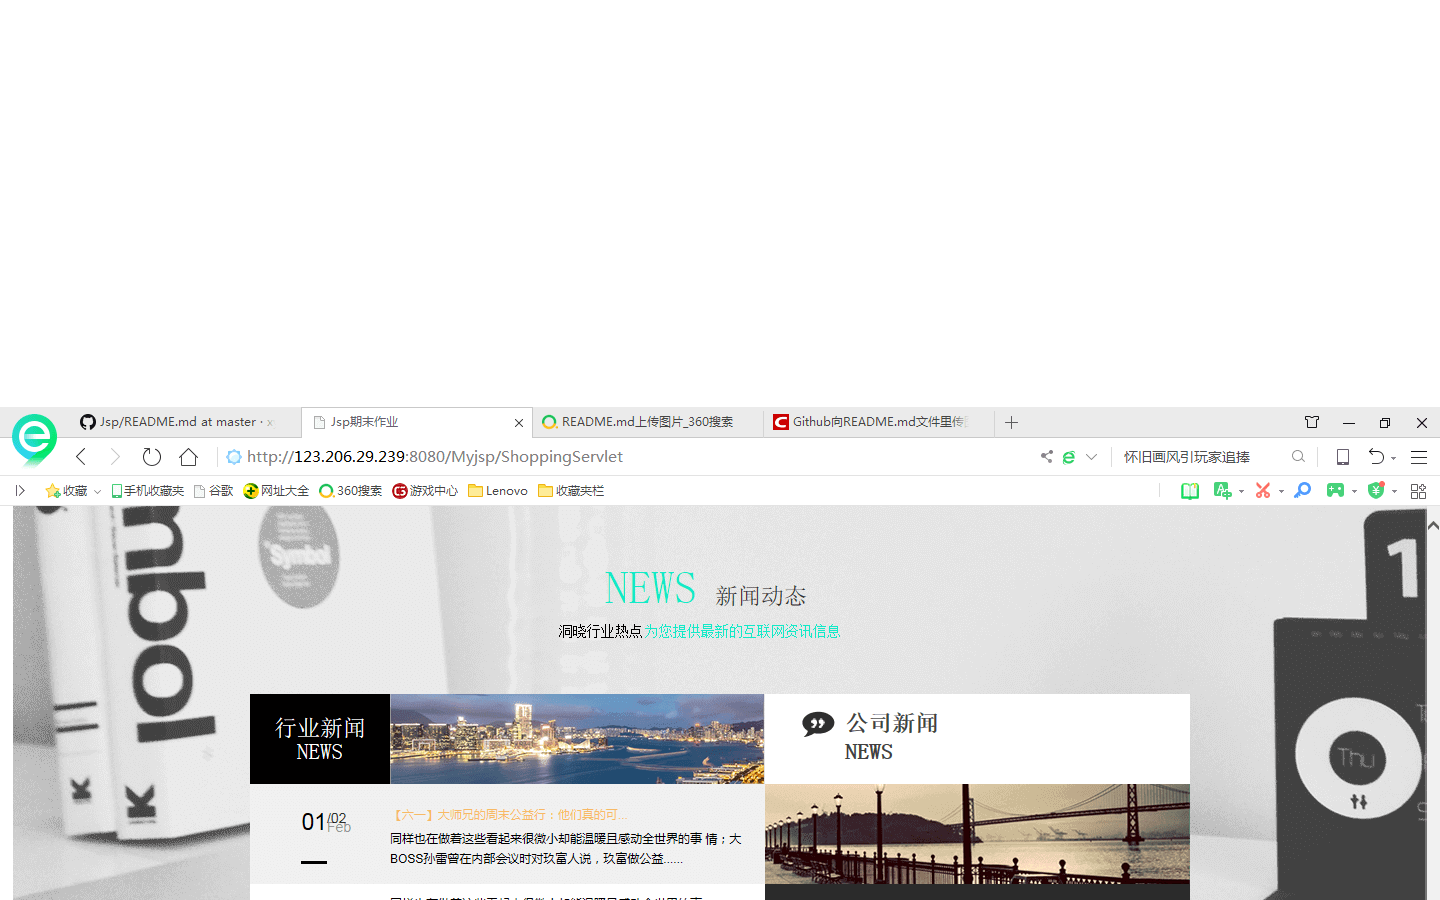 Jsp/README.md at master · x
Jsp期末作业
README.md上传图片_360搜索
Github向README.md文件里传
http://123.206.29.239:8080/Myjsp/ShoppingServlet
怀旧画风引玩家追捧
收藏
手机收藏夹
谷歌
网址大全
360搜索
游戏中心
Lenovo
收藏夹栏
Symbol
loqu
loqo
K
K
1
Thu
NEWS 新闻动态
洞晓行业热点 为您提供最新的互联网资讯信息
行业新闻
NEWS
公司新闻
NEWS
01/02
Feb
【六一】大师兄的周末公益行：他们真的可...
同样也在做着这些看起来很微小却能温暖且感动全世界的事 情；大
BOSS孙雷曾在内部会议时对玖富人说，玖富做公益......